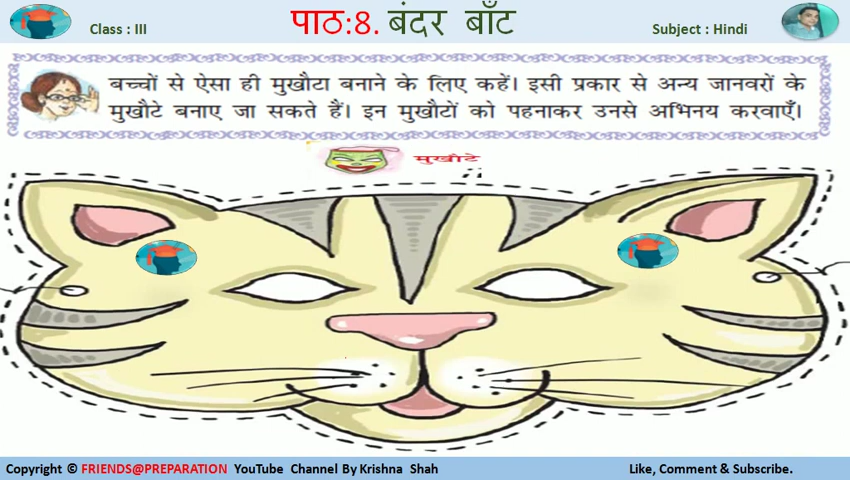 Class : III
पाठ:8. बंदर बाँट
Subject : Hindi
बच्चों से ऐसा ही मुखौटा बनाने के लिए कहें। इसी प्रकार से अन्य जानवरों के
मुखौटे बनाए जा सकते हैं। इन मुखौटों को पहनाकर उनसे अभिनय करवाएँ।
मुखौटे
Copyright © FRIENDS@PREPARATION YouTube Channel By Krishna Shah
Like, Comment & Subscribe.